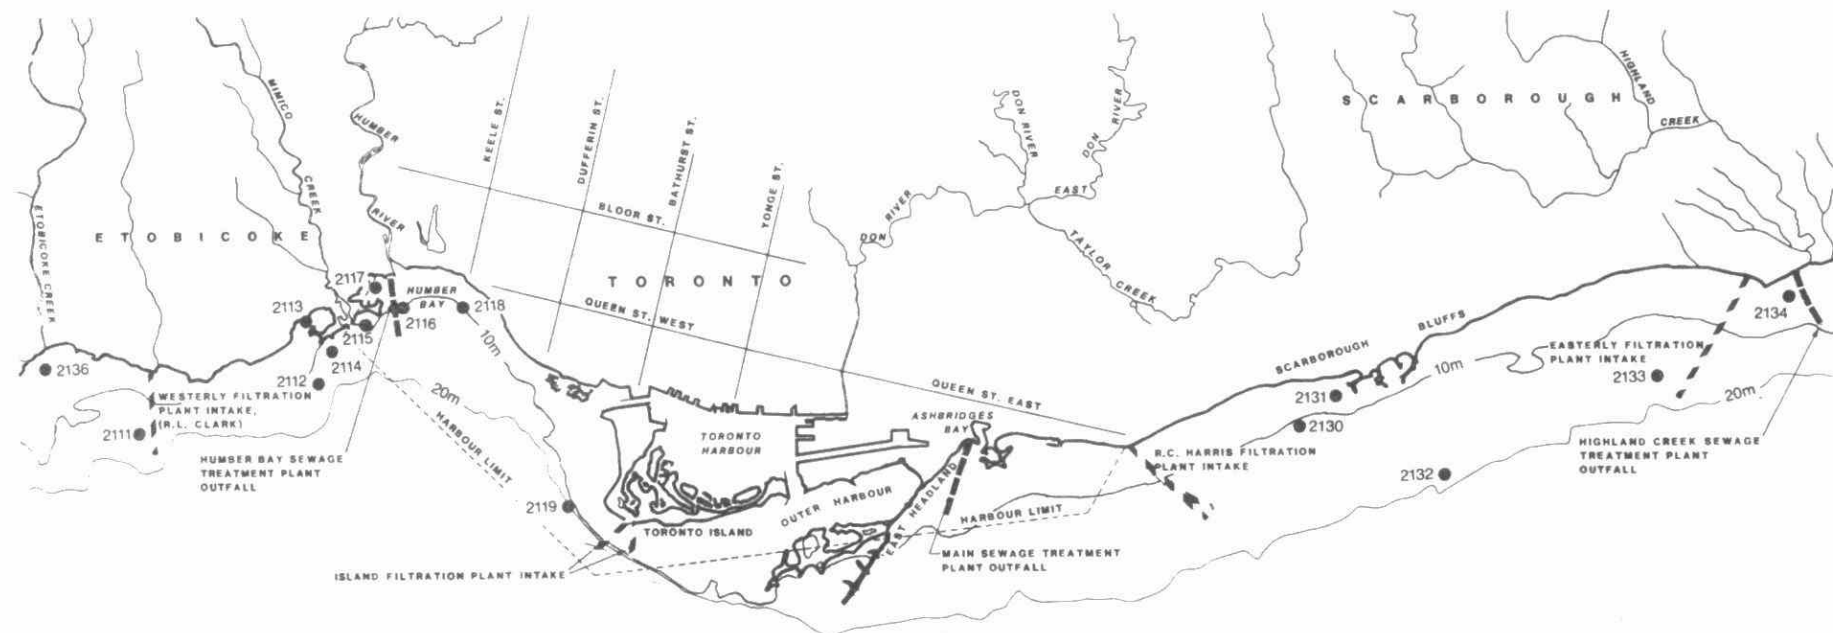 SCARBOROUGH
HIGHLAND
CREEK
MIMICO
CREEK
HUMBER
RIVER
KEELE ST.
DUFFERIN ST.
BATHURST ST.
YONGE ST.
DON RIVER
DON
RIVER
EAST
BLOOR ST.
DON
RIVER
TAYLOR
CREEK
ETOBICOKE CREEK
ETOBICOKE
TORONTO
2117
HUMBER
BAY
2113
2116
2118
2115
2114
2112
2136
10m
20m
QUEEN ST. WEST
QUEEN ST. EAST
SCARBOROUGH
BLUFFS
2134
EASTERLY FILTRATION
PLANT INTAKE
2133
10m
20m
2131
2130
2132
WESTERLY FILTRATION
PLANT INTAKE,
(R.L. CLARK)
2111
HUMBER BAY SEWAGE
TREATMENT PLANT
OUTFALL
HARBOUR LIMIT
TORONTO
HARBOUR
ASHBRIDGES
BAY
R.C. HARRIS FILTRATION
PLANT INTAKE
HIGHLAND CREEK SEWAGE
TREATMENT PLANT
OUTFALL
2119
TORONTO ISLAND
OUTER HARBOUR
EAST HEADLAND
HARBOUR LIMIT
ISLAND FILTRATION PLANT INTAKE
MAIN SEWAGE TREATMENT
PLANT OUTFALL